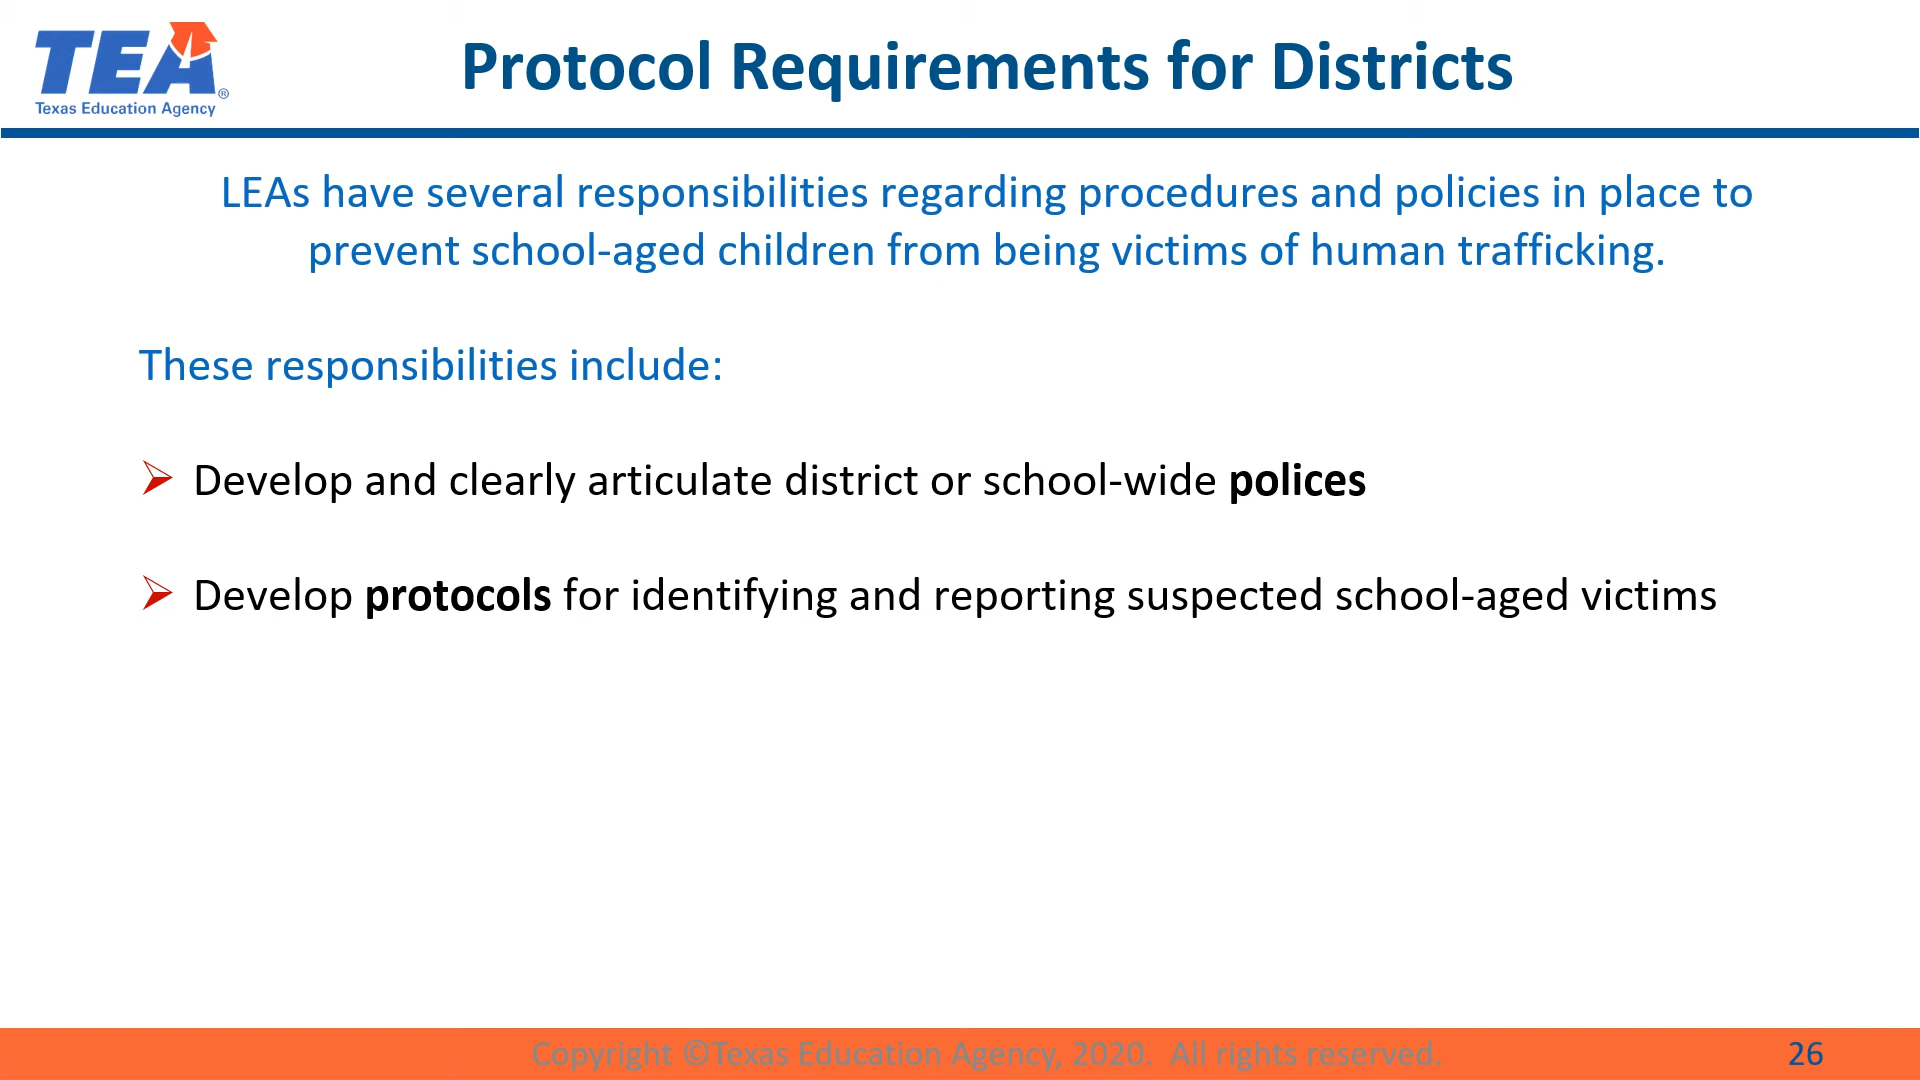 TEA®
Texas Education Agency
Protocol Requirements for Districts
LEAs have several responsibilities regarding procedures and policies in place to
prevent school-aged children from being victims of human trafficking.
These responsibilities include:
Develop and clearly articulate district or school-wide polices
Develop protocols for identifying and reporting suspected school-aged victims
Copyright ©Texas Education Agency, 2020.  All rights reserved.
26